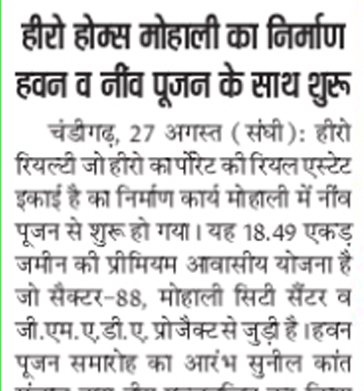 हीरो होम्स मोहाली का निर्माण
हवन व नींव पूजन के साथ शुरू
चंडीगढ़, 27 अगस्त (संघी): हीरो
रियल्टी जो हीरो कार्पोरेट की रियल एस्टेट
इकाई है का निर्माण कार्य मोहाली में नींव
पूजन से शुरू हो गया। यह 18.49 एकड़
जमीन की प्रीमियम आवासीय योजना है
जो सैक्टर-88, मोहाली सिटी सैंटर व
जी.एम.ए.डी.ए. प्रोजैक्ट से जुड़ी है। हवन
पूजन समारोह का आरंभ सुनील कांत